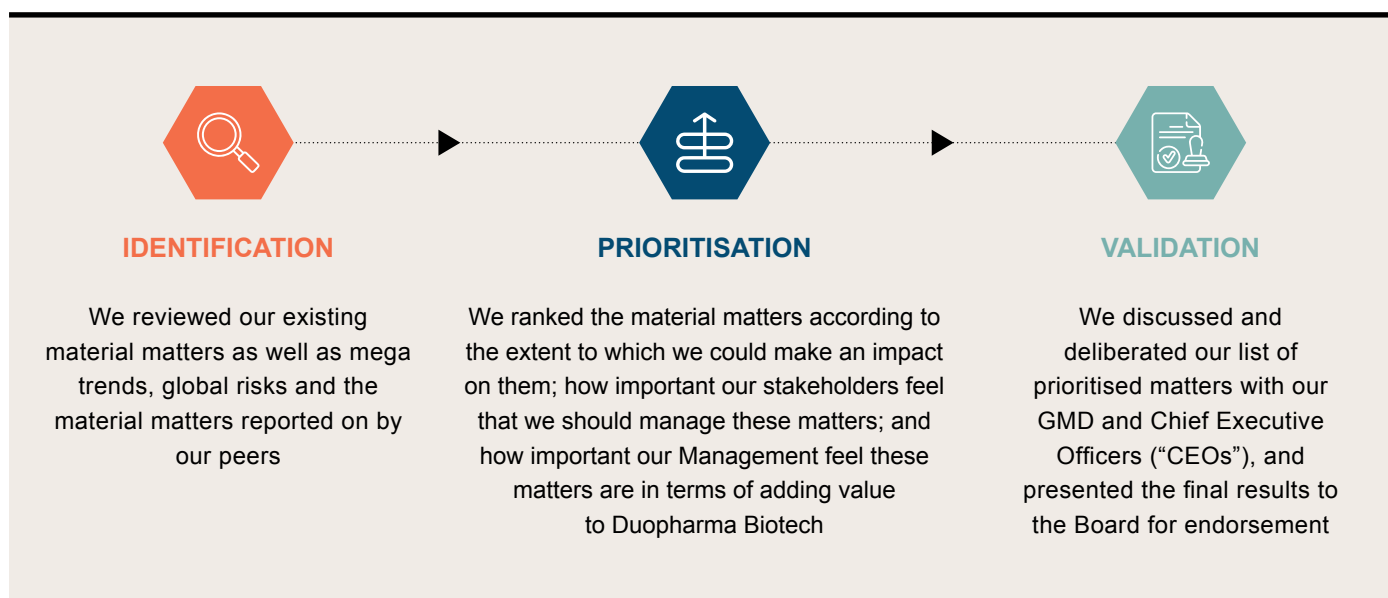 IDENTIFICATION
We reviewed our existing
material matters as well as mega
trends, global risks and the
material matters reported on by
our peers
PRIORITISATION
We ranked the material matters according to
the extent to which we could make an impact
on them; how important our stakeholders feel
that we should manage these matters; and
how important our Management feel these
matters are in terms of adding value
to Duopharma Biotech
VALIDATION
We discussed and
deliberated our list of
prioritised matters with our
GMD and Chief Executive
Officers (“CEOs”), and
presented the final results to
the Board for endorsement